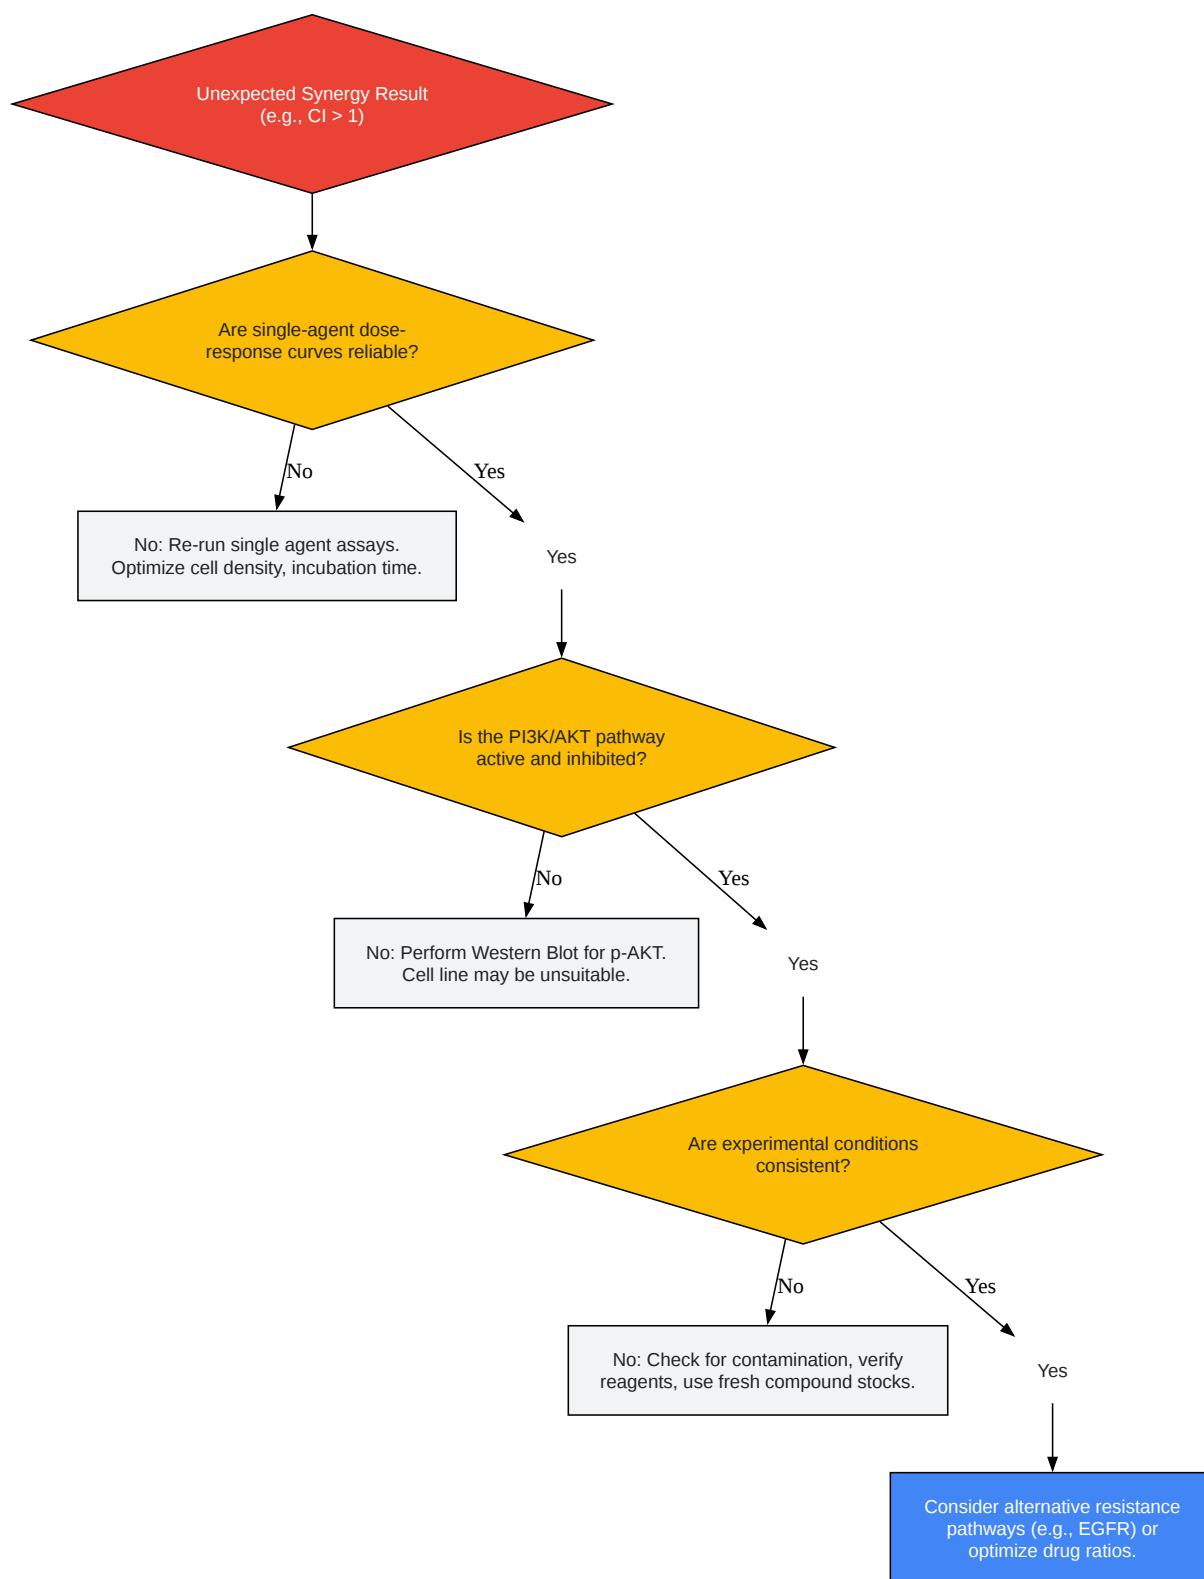 Unexpected Synergy Result
(e.g., CI > 1)
Are single-agent dose-
response curves reliable?
No
Yes
No: Re-run single agent assays.
Optimize cell density, incubation time.
Yes
Is the PI3K/AKT pathway
active and inhibited?
No
Yes
No: Perform Western Blot for p-AKT.
Cell line may be unsuitable.
Yes
Are experimental conditions
consistent?
No
Yes
No: Check for contamination, verify
reagents, use fresh compound stocks.
Yes
Consider alternative resistance
pathways (e.g., EGFR) or
optimize drug ratios.